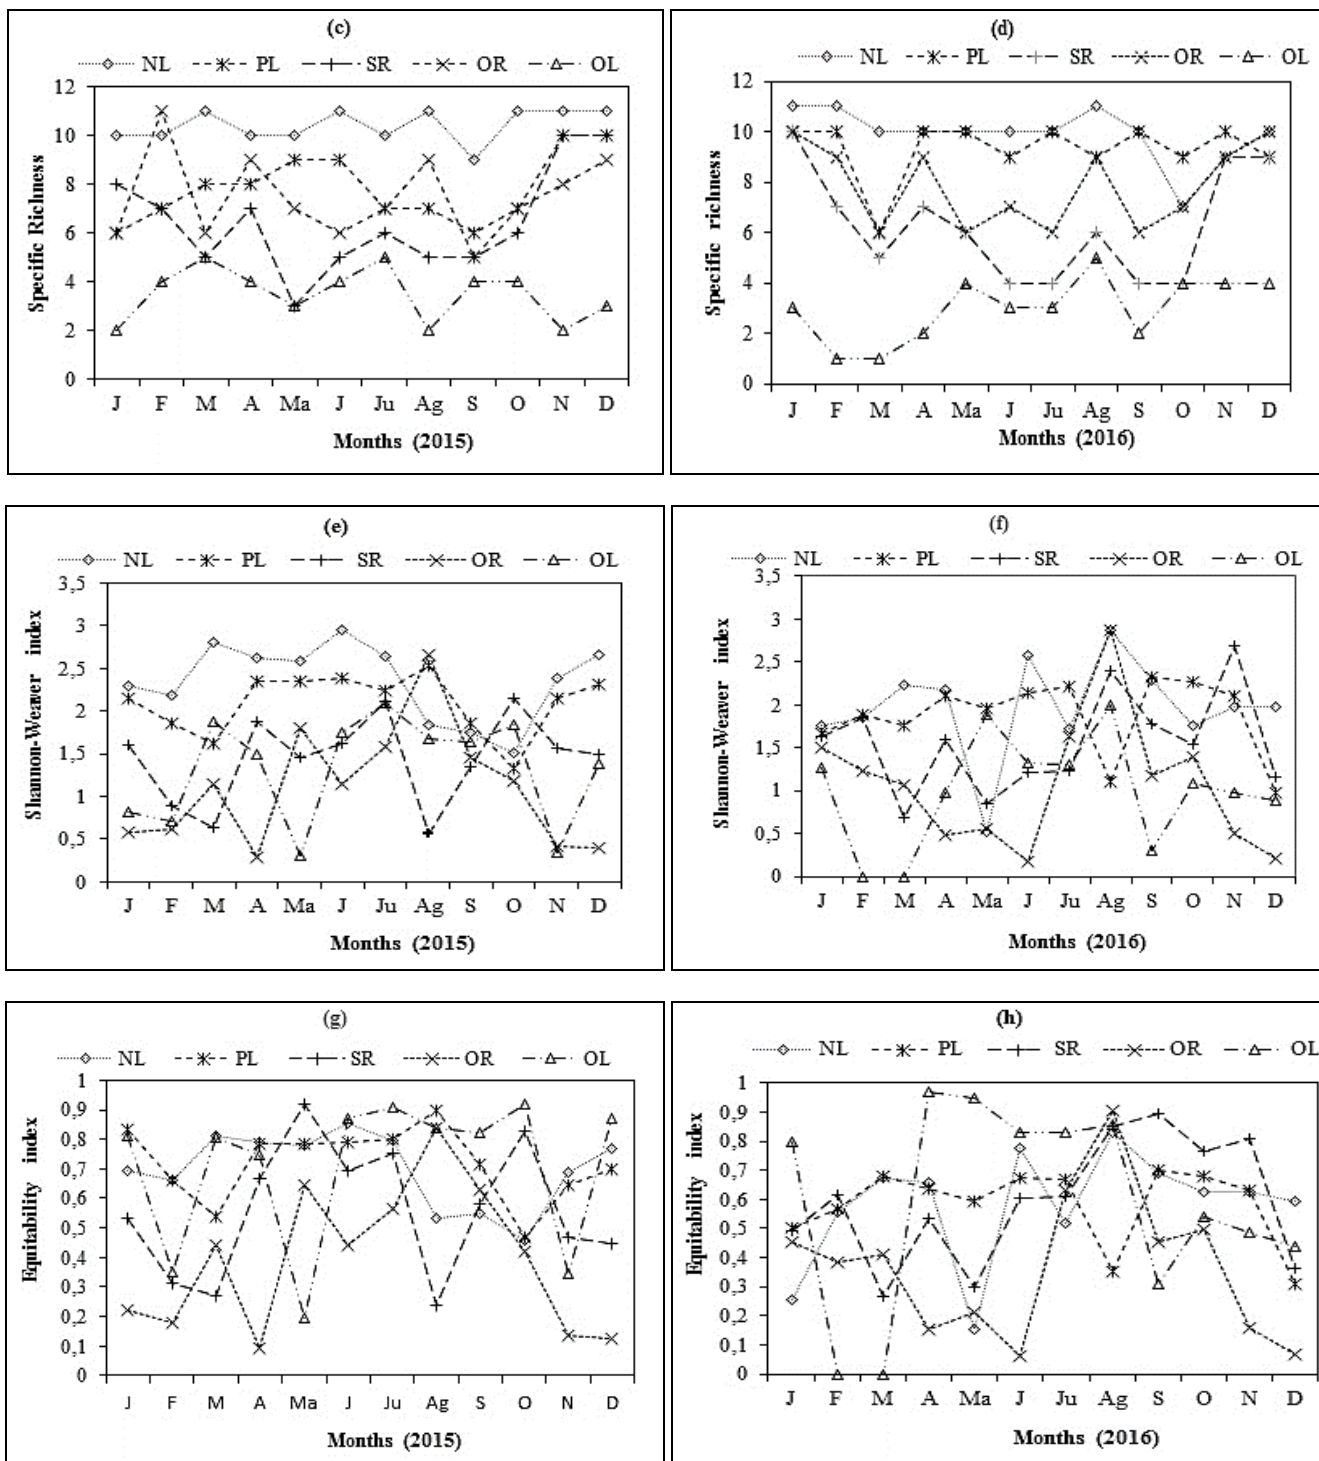 (c)
NL PL SR OR OL
Specific Richness
12
10
8
6
4
2
0
J F M A Ma J Ju Ag S O N D
Months (2015)
(d)
NL PL SR OR OL
Specific richness
12
10
8
6
4
2
0
J F M A Ma J Ju Ag S O N D
Months (2016)
(e)
NL PL SR OR OL
Shannon-Weaver index
3,5
3
2,5
2
1,5
1
0,5
0
J F M A Ma J Ju Ag S O N D
Months (2015)
(f)
NL PL SR OR OL
Shannon-Weaver index
3,5
3
2,5
2
1,5
1
0,5
0
J F M A Ma J Ju Ag S O N D
Months (2016)
(g)
NL PL SR OR OL
Equitability index
1
0,9
0,8
0,7
0,6
0,5
0,4
0,3
0,2
0,1
0
J F M A Ma J Ju Ag S O N D
Months (2015)
(h)
NL PL SR OR OL
Equitability index
1
0,9
0,8
0,7
0,6
0,5
0,4
0,3
0,2
0,1
0
J F M A Ma J Ju Ag S O N D
Months (2016)